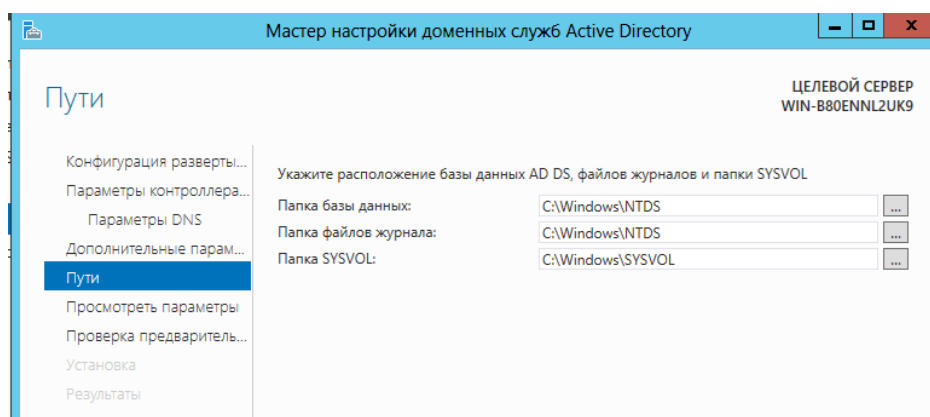 Мастер настройки доменных служб Active Directory
Пути
ЦЕЛЕВОЙ СЕРВЕР
WIN-B80ENNL2UK9
Конфигурация разверты...
Параметры контроллера...
Параметры DNS
Дополнительные парам...
Пути
Просмотреть параметры
Проверка предваритель...
Установка
Результаты
Укажите расположение базы данных AD DS, файлов журналов и папки SYSVOL
Папка базы данных: C:\Windows\NTDS ...
Папка файлов журнала: C:\Windows\NTDS ...
Папка SYSVOL: C:\Windows\SYSVOL ...